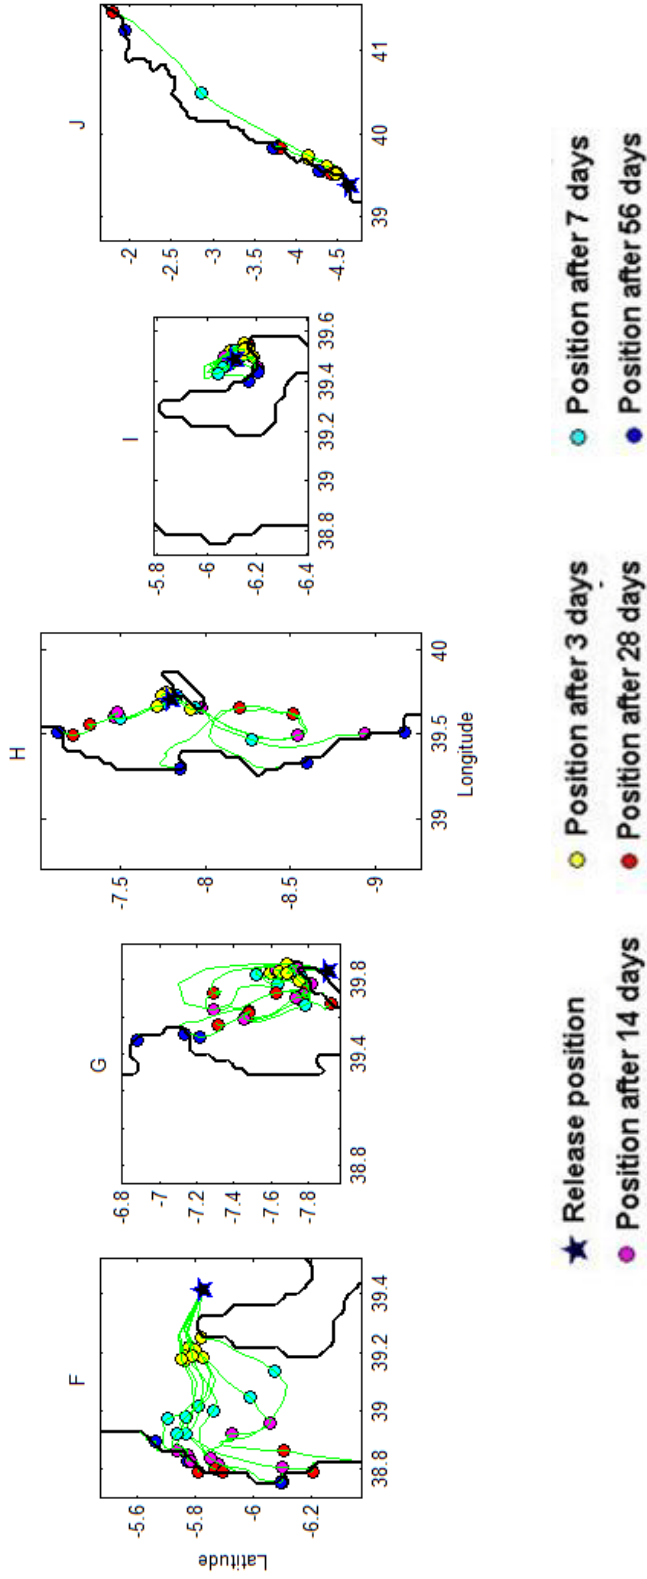 F
Latitude
-5.6
-5.8
-6
-6.2
38.8 39 39.2 39.4
G
-6.8
-7
-7.2
-7.4
-7.6
-7.8
38.8 39.4 39.8
H
-7.5
-8
-8.5
-9
39 39.5 40
Longitude
I
-5.8
-6
-6.2
-6.4
38.8 39 39.2 39.4 39.6
J
-2
-2.5
-3
-3.5
-4
-4.5
39 40 41
Release position Position after 3 days Position after 7 days
Position after 14 days Position after 28 days Position after 56 days